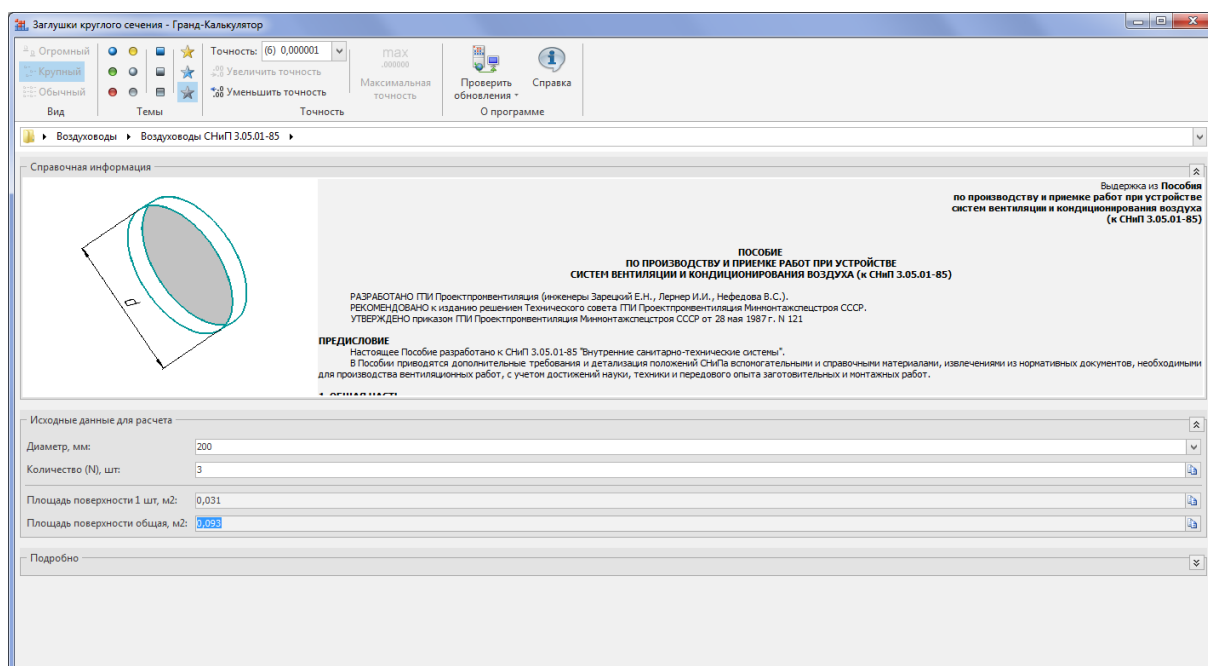 Заглушки круглого сечения - Гранд-Калькулятор
Огромный
Крупный
Обычный
Вид
Темы
Точность: (6) 0,000001
Увеличить точность
Уменьшить точность
max
.000000
Максимальная
точность
Точность
Проверить
обновления
Справка
О программе
Воздуховоды Воздуховоды СНиП 3.05.01-85
Справочная информация
d
Выдержка из Пособия
по производству и приемке работ при устройстве
систем вентиляции и кондиционирования воздуха
(к СНиП 3.05.01-85)
ПОСОБИЕ
ПО ПРОИЗВОДСТВУ И ПРИЕМКЕ РАБОТ ПРИ УСТРОЙСТВЕ
СИСТЕМ ВЕНТИЛЯЦИИ И КОНДИЦИОНИРОВАНИЯ ВОЗДУХА (к СНиП 3.05.01-85)
РАЗРАБОТАНО ГПИ Проектпромвентиляция (инженеры Зарецкий Е.Н., Лернер И.И., Нефедова В.С.).
РЕКОМЕНДОВАНО к изданию решением Технического совета ГПИ Проектпромвентиляция Минмонтажспецстроя СССР.
УТВЕРЖДЕНО приказом ГПИ Проектпромвентиляция Минмонтажспецстроя СССР от 28 мая 1987 г. N 121
ПРЕДИСЛОВИЕ
Настоящее Пособие разработано к СНиП 3.05.01-85 "Внутренние санитарно-технические системы".
В Пособии приводятся дополнительные требования и детализация положений СНиПа вспомогательными и справочными материалами, извлечениями из нормативных документов, необходимыми
для производства вентиляционных работ, с учетом достижений науки, техники и передового опыта заготовительных и монтажных работ.
1. ОБЩАЯ ЧАСТЬ
Исходные данные для расчета
Диаметр, мм: 200
Количество (N), шт: 3
Площадь поверхности 1 шт, м2: 0,031
Площадь поверхности общая, м2: 0,093
Подробно